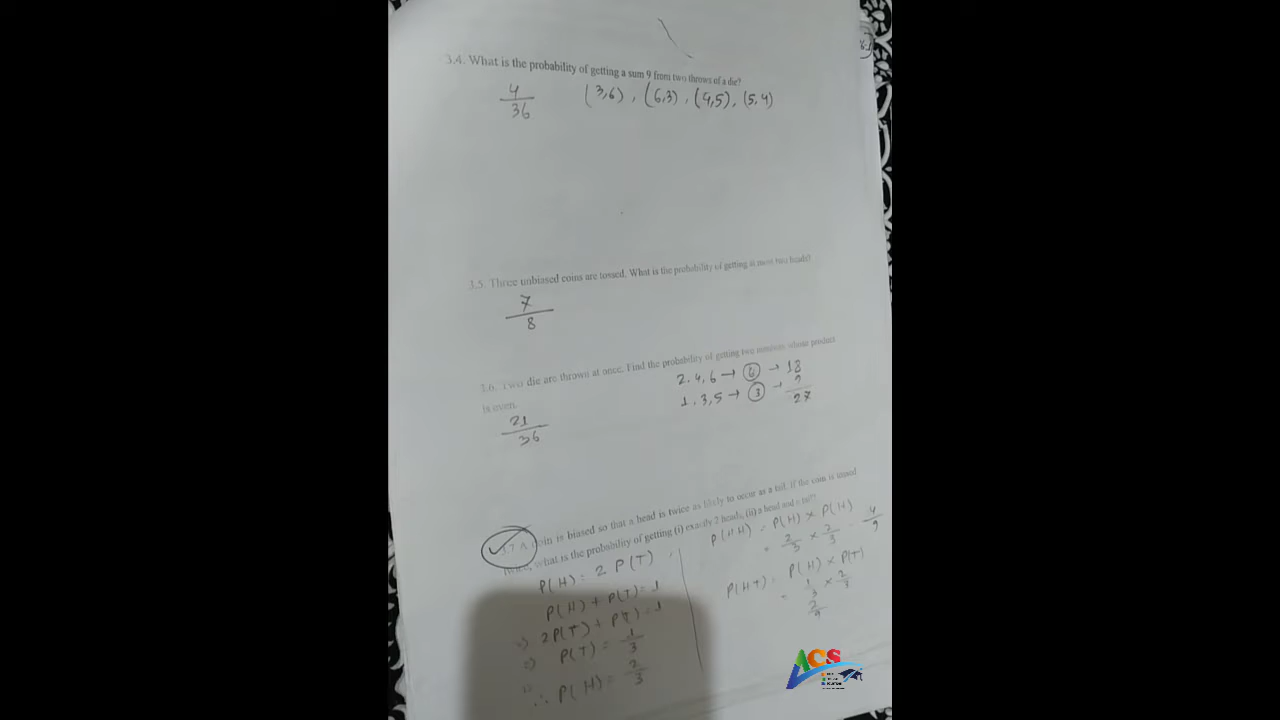 3.4. What is the probability of getting a sum 9 from two throws of a die?
4/36 (3,6) , (6,3) , (4,5), (5,4)
3.5. Three unbiased coins are tossed. What is the probability of getting at most two heads?
7/8
3.6. Two die are thrown at once. Find the probability of getting two numbers whose product
is even.
2,4,6 → 6 → 18
1,3,5 → 3 → 9
27
21/36
3.7 A coin is biased so that a head is twice as likely to occur as a tail. If the coin is tossed
twice, what is the probability of getting (i) exactly 2 heads, (ii) a head and a tail?
P(H) = 2 P(T)
P(H) + P(T) = 1
⇒ 2P(T) + P(T) = 1
⇒ P(T) = 1/3
∴ P(H) = 2/3
P(HH) = P(H) × P(H)
= 2/3 × 2/3 = 4/9
P(HT) = P(H) × P(T)
= 1/3 × 2/3
2/9
ACS